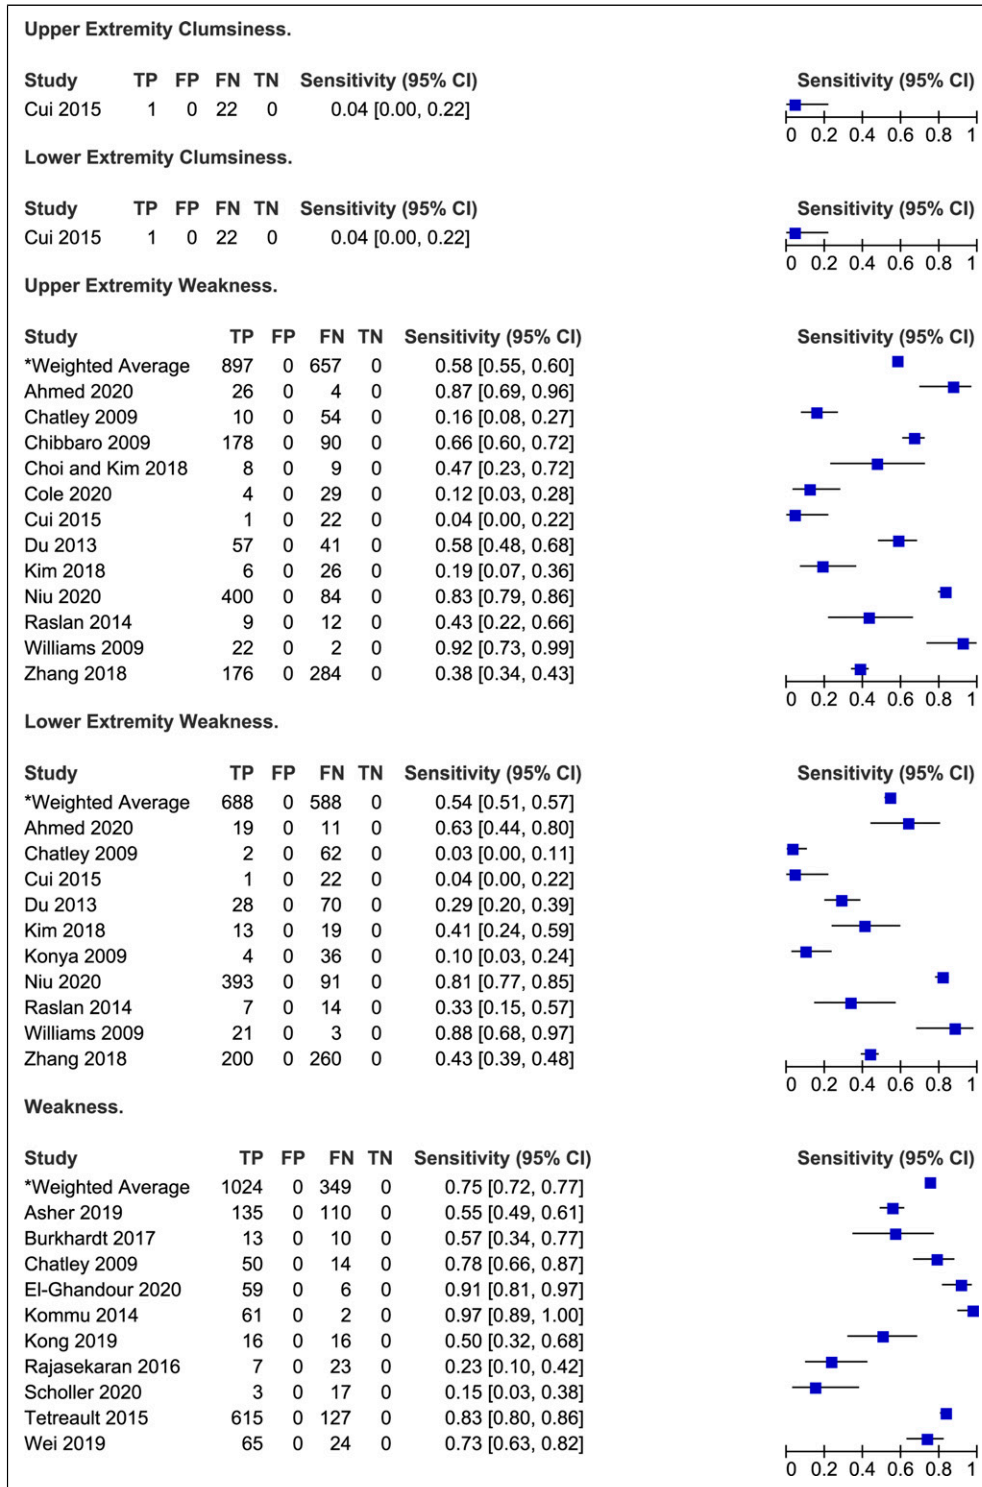 Upper Extremity Clumsiness.
Study TP FP FN TN Sensitivity (95% CI) Sensitivity (95% CI)
Cui 2015 1 0 22 0 0.04 [0.00, 0.22]
0 0.2 0.4 0.6 0.8 1
Lower Extremity Clumsiness.
Study TP FP FN TN Sensitivity (95% CI) Sensitivity (95% CI)
Cui 2015 1 0 22 0 0.04 [0.00, 0.22]
0 0.2 0.4 0.6 0.8 1
Upper Extremity Weakness.
Study TP FP FN TN Sensitivity (95% CI) Sensitivity (95% CI)
*Weighted Average 897 0 657 0 0.58 [0.55, 0.60]
Ahmed 2020 26 0 4 0 0.87 [0.69, 0.96]
Chatley 2009 10 0 54 0 0.16 [0.08, 0.27]
Chibbaro 2009 178 0 90 0 0.66 [0.60, 0.72]
Choi and Kim 2018 8 0 9 0 0.47 [0.23, 0.72]
Cole 2020 4 0 29 0 0.12 [0.03, 0.28]
Cui 2015 1 0 22 0 0.04 [0.00, 0.22]
Du 2013 57 0 41 0 0.58 [0.48, 0.68]
Kim 2018 6 0 26 0 0.19 [0.07, 0.36]
Niu 2020 400 0 84 0 0.83 [0.79, 0.86]
Raslan 2014 9 0 12 0 0.43 [0.22, 0.66]
Williams 2009 22 0 2 0 0.92 [0.73, 0.99]
Zhang 2018 176 0 284 0 0.38 [0.34, 0.43]
0 0.2 0.4 0.6 0.8 1
Lower Extremity Weakness.
Study TP FP FN TN Sensitivity (95% CI) Sensitivity (95% CI)
*Weighted Average 688 0 588 0 0.54 [0.51, 0.57]
Ahmed 2020 19 0 11 0 0.63 [0.44, 0.80]
Chatley 2009 2 0 62 0 0.03 [0.00, 0.11]
Cui 2015 1 0 22 0 0.04 [0.00, 0.22]
Du 2013 28 0 70 0 0.29 [0.20, 0.39]
Kim 2018 13 0 19 0 0.41 [0.24, 0.59]
Konya 2009 4 0 36 0 0.10 [0.03, 0.24]
Niu 2020 393 0 91 0 0.81 [0.77, 0.85]
Raslan 2014 7 0 14 0 0.33 [0.15, 0.57]
Williams 2009 21 0 3 0 0.88 [0.68, 0.97]
Zhang 2018 200 0 260 0 0.43 [0.39, 0.48]
0 0.2 0.4 0.6 0.8 1
Weakness.
Study TP FP FN TN Sensitivity (95% CI) Sensitivity (95% CI)
*Weighted Average 1024 0 349 0 0.75 [0.72, 0.77]
Asher 2019 135 0 110 0 0.55 [0.49, 0.61]
Burkhardt 2017 13 0 10 0 0.57 [0.34, 0.77]
Chatley 2009 50 0 14 0 0.78 [0.66, 0.87]
El-Ghandour 2020 59 0 6 0 0.91 [0.81, 0.97]
Kommu 2014 61 0 2 0 0.97 [0.89, 1.00]
Kong 2019 16 0 16 0 0.50 [0.32, 0.68]
Rajasekaran 2016 7 0 23 0 0.23 [0.10, 0.42]
Scholler 2020 3 0 17 0 0.15 [0.03, 0.38]
Tetreault 2015 615 0 127 0 0.83 [0.80, 0.86]
Wei 2019 65 0 24 0 0.73 [0.63, 0.82]
0 0.2 0.4 0.6 0.8 1